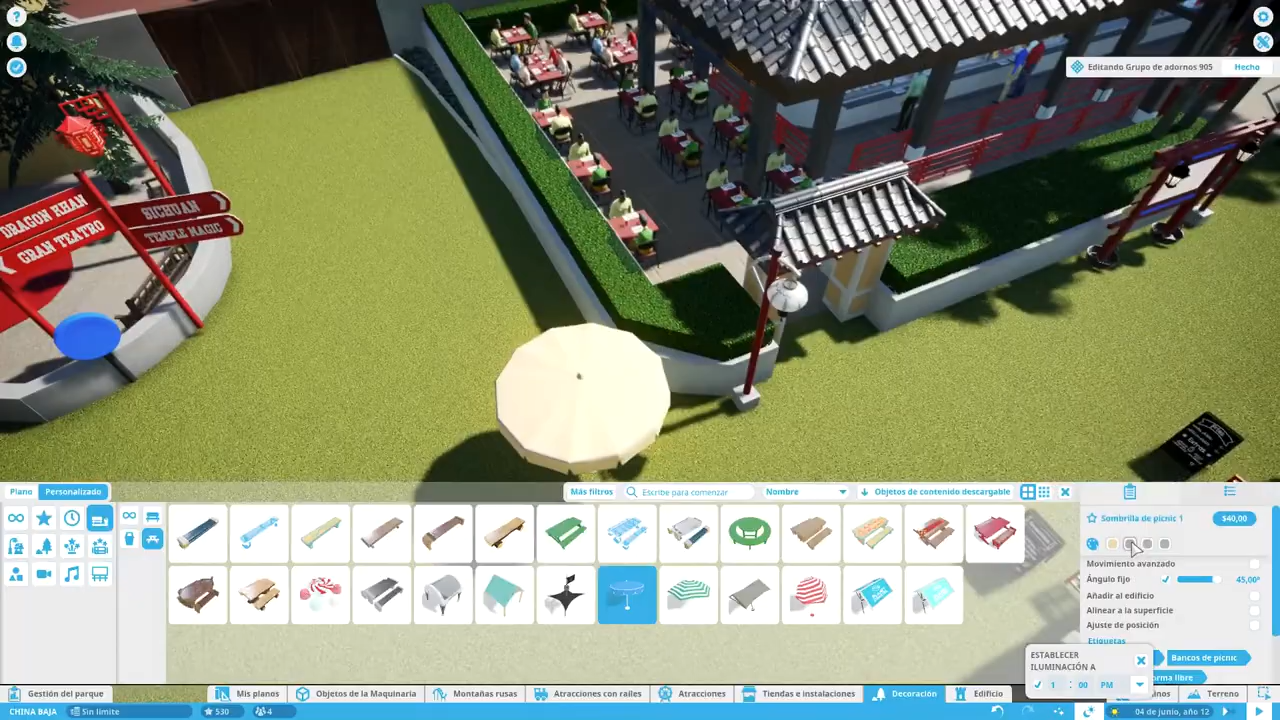 Editando Grupo de adornos 905 Hecho
DRAGON KHAN
GRAN TEATRO
SICHUAN
TEMPLE MAGIC
Plano Personalizado Más filtros Escribe para comenzar Nombre Objetos de contenido descargable
Sombrilla de picnic 1 $40,00
Movimiento avanzado
Ángulo fijo 45,00°
Añadir al edificio
Alinear a la superficie
Ajuste de posición
Etiquetas
Bancos de picnic
orma libre
ESTABLECER
ILUMINACIÓN A
1 : 00 PM
Gestión del parque Mis planos Objetos de la Maquinaria Montañas rusas Atracciones con raíles Atracciones Tiendas e instalaciones Decoración Edificio inos Terreno
CHINA BAJA Sin límite 530 4 04 de junio, año 12